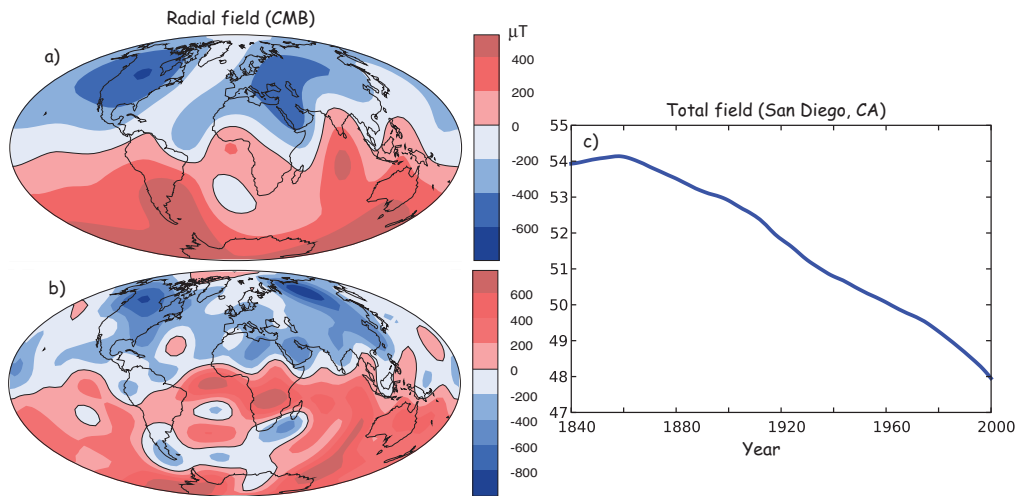 Radial field (CMB)
a)
μT
400
200
0
-200
-400
-600
b)
600
400
200
0
-200
-400
-600
-800
Total field (San Diego, CA)
c)
55
54
53
52
51
50
49
48
47
1840 1880 1920 1960 2000
Year